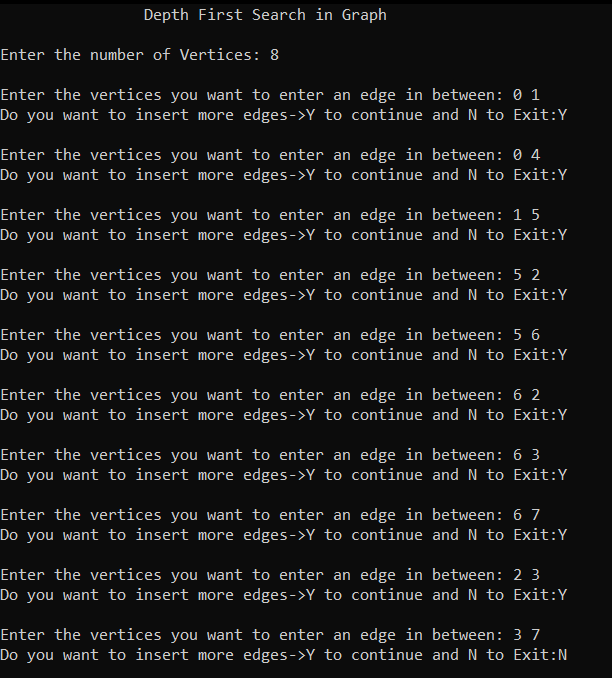 Depth First Search in Graph
Enter the number of Vertices: 8
Enter the vertices you want to enter an edge in between: 0 1
Do you want to insert more edges->Y to continue and N to Exit:Y
Enter the vertices you want to enter an edge in between: 0 4
Do you want to insert more edges->Y to continue and N to Exit:Y
Enter the vertices you want to enter an edge in between: 1 5
Do you want to insert more edges->Y to continue and N to Exit:Y
Enter the vertices you want to enter an edge in between: 5 2
Do you want to insert more edges->Y to continue and N to Exit:Y
Enter the vertices you want to enter an edge in between: 5 6
Do you want to insert more edges->Y to continue and N to Exit:Y
Enter the vertices you want to enter an edge in between: 6 2
Do you want to insert more edges->Y to continue and N to Exit:Y
Enter the vertices you want to enter an edge in between: 6 3
Do you want to insert more edges->Y to continue and N to Exit:Y
Enter the vertices you want to enter an edge in between: 6 7
Do you want to insert more edges->Y to continue and N to Exit:Y
Enter the vertices you want to enter an edge in between: 2 3
Do you want to insert more edges->Y to continue and N to Exit:Y
Enter the vertices you want to enter an edge in between: 3 7
Do you want to insert more edges->Y to continue and N to Exit:N